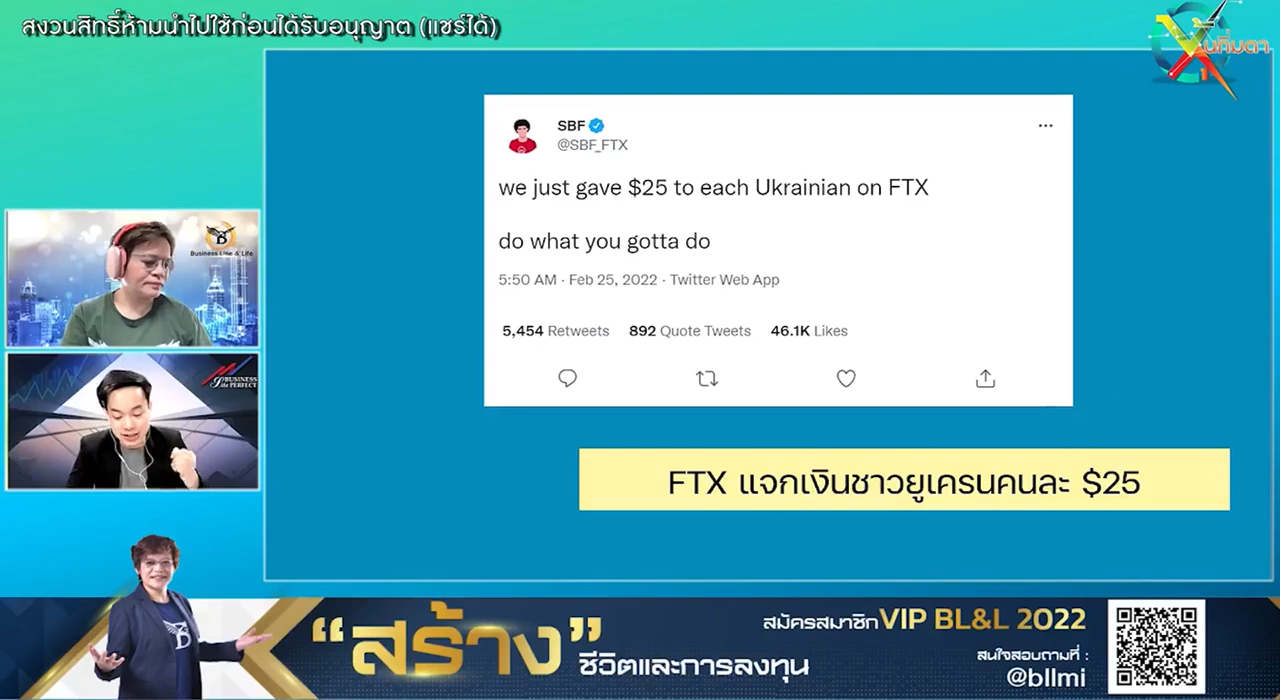 สงวนสิทธิ์ห้ามนำไปใช้ก่อนได้รับอนุญาต (แชร์ได้)
ทันที่มตา
SBF
@SBF_FTX
we just gave $25 to each Ukrainian on FTX
do what you gotta do
5:50 AM · Feb 25, 2022 · Twitter Web App
5,454 Retweets 892 Quote Tweets 46.1K Likes
Business Line & Life
BUSINESS
Life PERFECT
FTX แจกเงินชาวยูเครนคนละ $25
“สร้าง”
ชีวิตและการลงทุน
สมัครสมาชิก VIP BL&L 2022
สนใจสอบถามที่ :
@bllmi